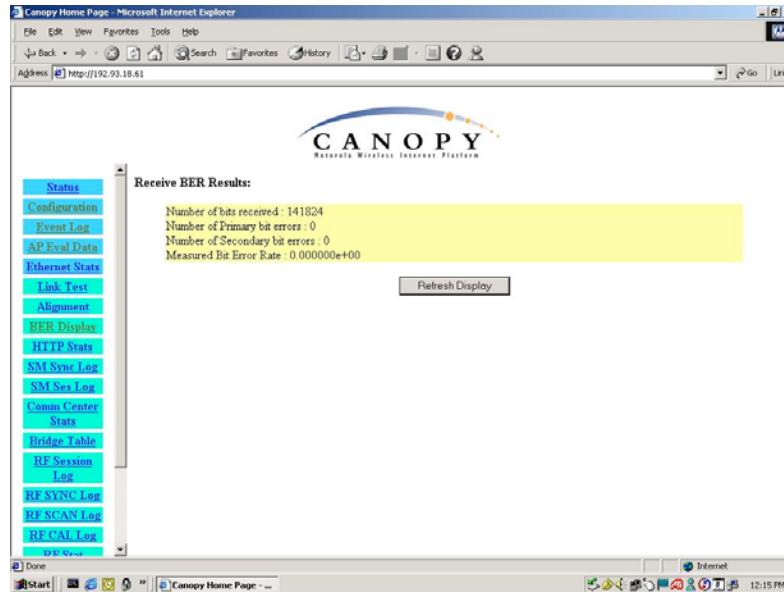 Canopy Home Page - Microsoft Internet Explorer
File Edit View Favorites Tools Help
Back Search Favorites History
Address http://192.93.18.61 Go
CANOPY
Motorola Wireless Internet Platform
Status
Configuration
Event Log
AP Eval Data
Ethernet Stats
Link Test
Alignment
BER Display
HTTP Stats
SM Sync Log
SM Ses Log
Comm Center
Stats
Bridge Table
RF Session
Log
RF SYNC Log
RF SCAN Log
RF CAL Log
RF Stat
Receive BER Results:
Number of bits received : 141824
Number of Primary bit errors : 0
Number of Secondary bit errors : 0
Measured Bit Error Rate : 0.000000e+00
Refresh Display
Done Internet
Start Canopy Home Page - ... 12:15 PM